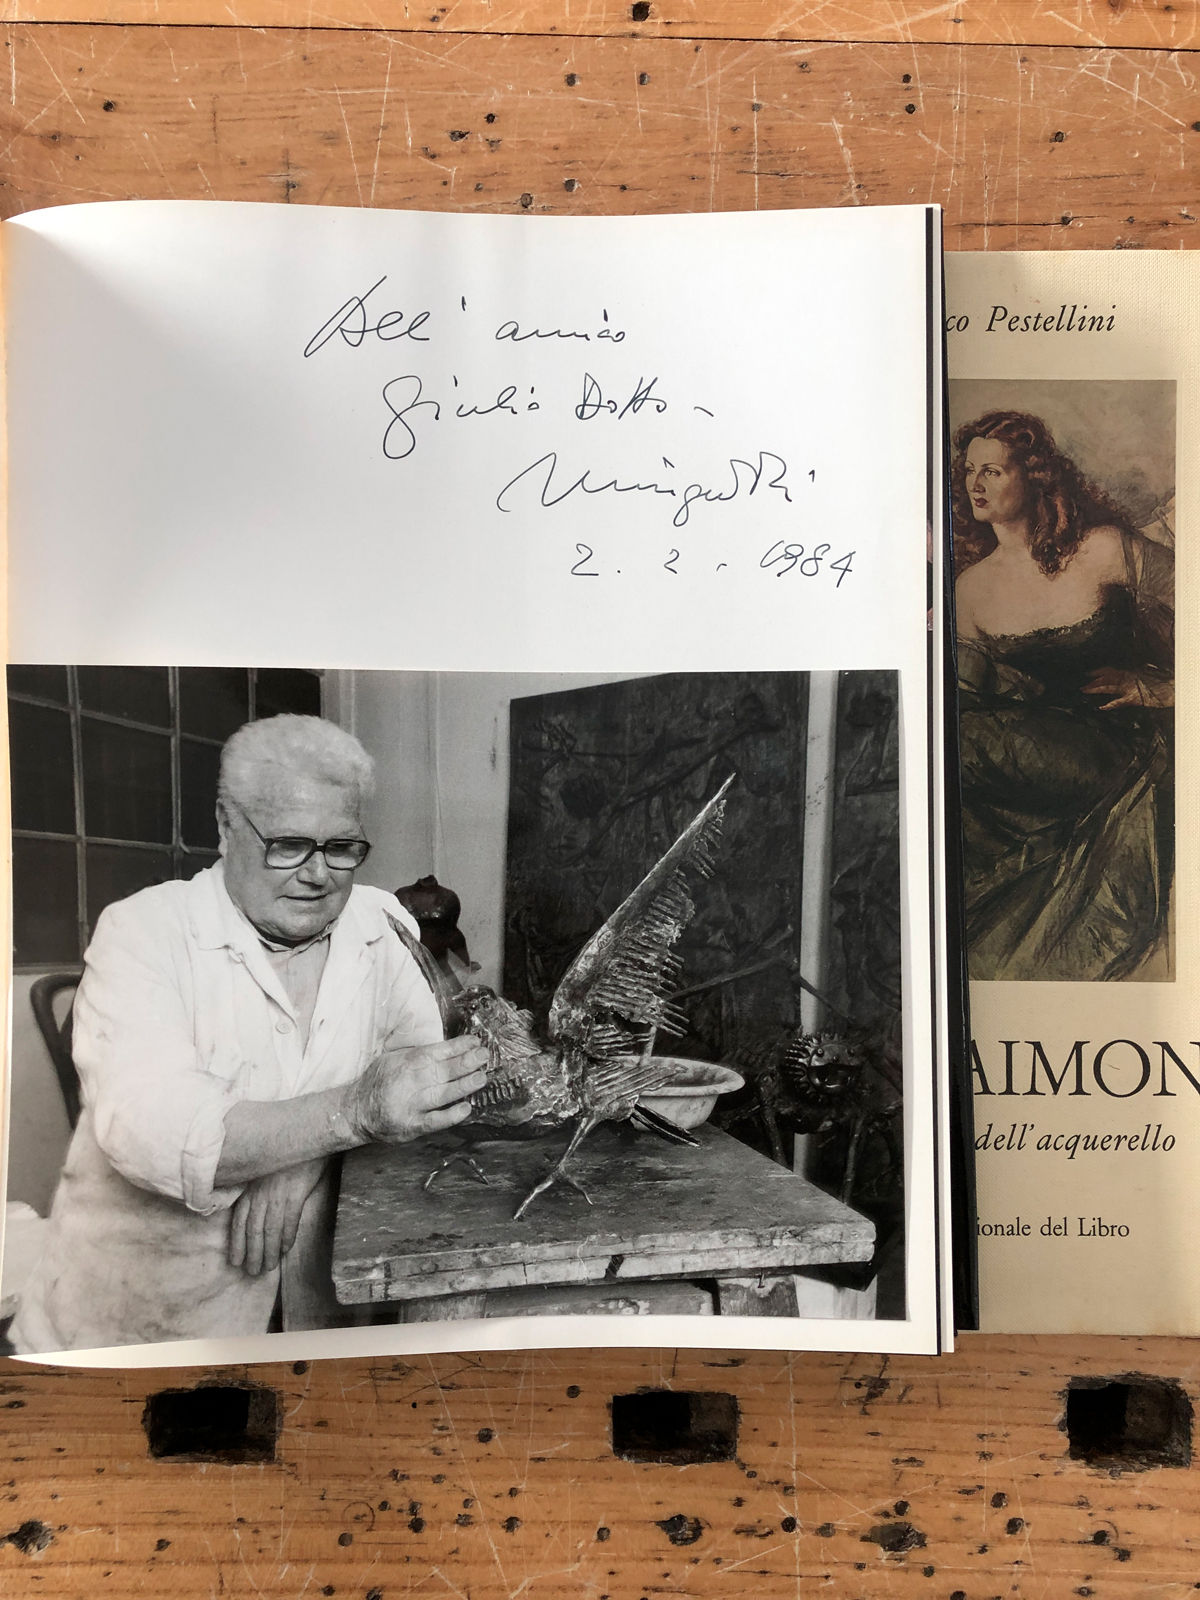 All' amico
Giulio Dotto -
Minguzzi
2. 2. 1984
co Pestellini
AIMON
dell'acquerello
ionale del Libro